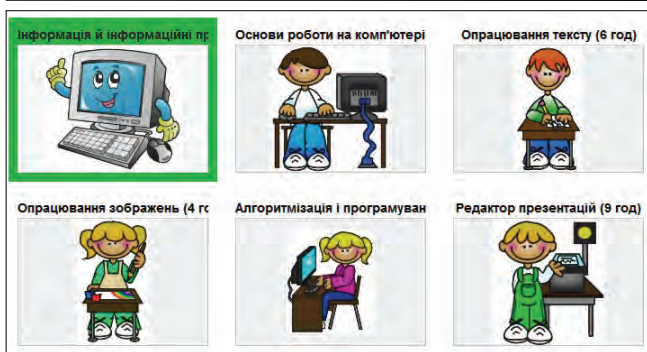 Інформація й інформаційні пр
Основи роботи на комп'ютері
Опрацювання тексту (6 год)
Опрацювання зображень (4 го
Алгоритмізація і програмуван
Редактор презентацій (9 год)